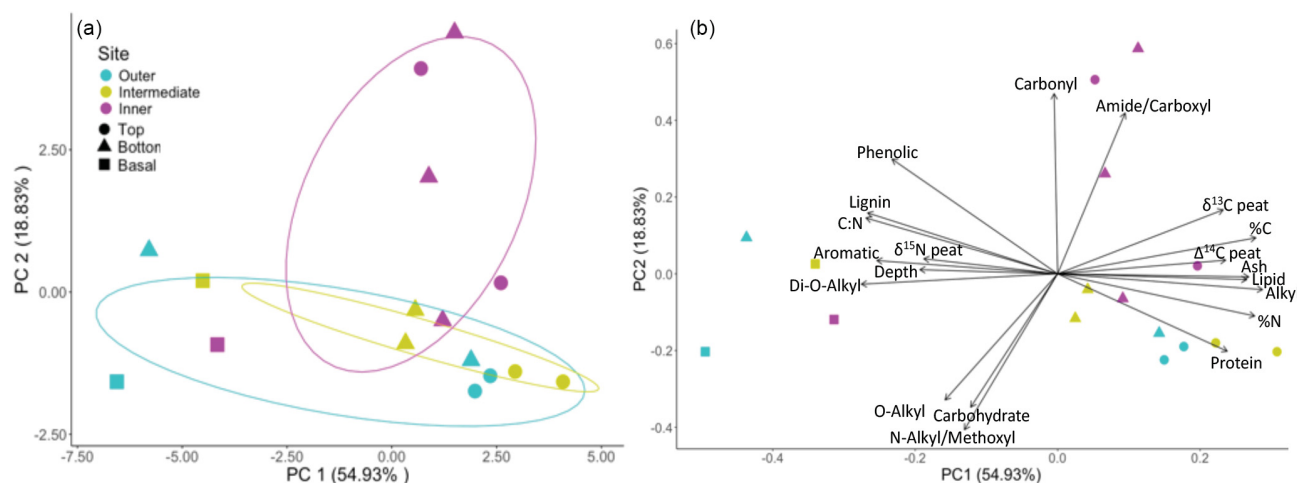 (a)
Site
Outer
Intermediate
Inner
Top
Botton
Basal
PC 2 (18.83% )
2.50
0.00
-2.50
-7.50
-5.00
-2.50
0.00
2.50
5.00
PC 1 (54.93% )
(b)
PC2 (18.83%)
0.6
0.4
0.2
0.0
-0.2
-0.4
Carbonyl
Amide/Carboxyl
Phenolic
Lignin
C:N
δ13C peat
%C
Aromatic
δ15N peat
Δ14C peat
Depth
Ash
Di-O-Alkyl
Lipid
Alky
%N
Protein
O-Alkyl
Carbohydrate
N-Alkyl/Methoxyl
-0.4
-0.2
0.0
0.2
PC1 (54.93%)